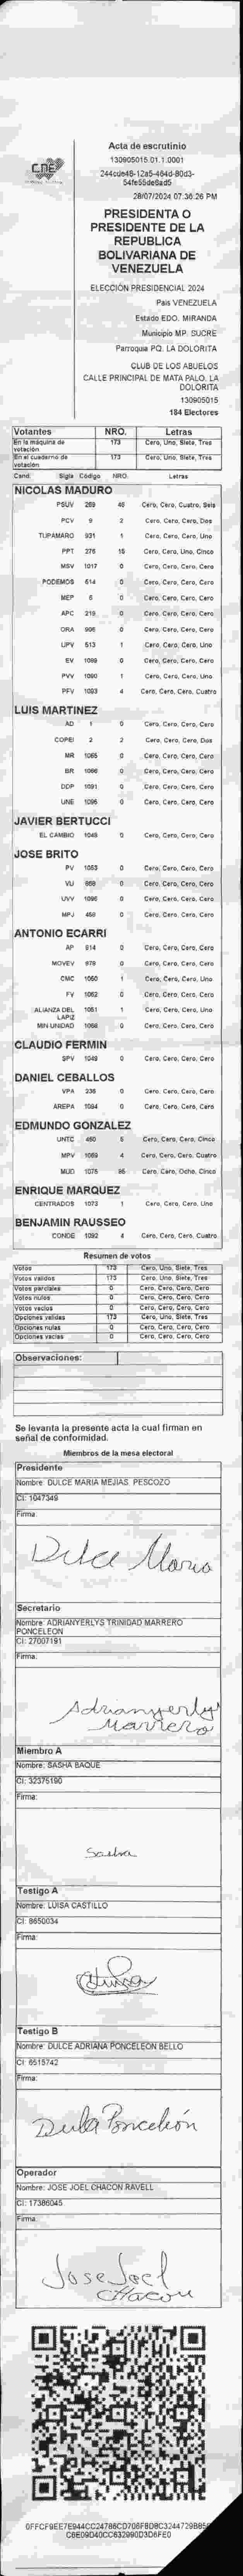 CNE
Acta de escrutinio
130905015.01.1.0001
244cde48-12a5-464d-80d3-
54fe55de8ad5
28/07/2024 07:36:26 PM
PRESIDENTA O
PRESIDENTE DE LA
REPUBLICA
BOLIVARIANA DE
VENEZUELA
ELECCIÓN PRESIDENCIAL 2024
País VENEZUELA
Estado EDO. MIRANDA
Municipio MP. SUCRE
Parroquia PQ. LA DOLORITA
CLUB DE LOS ABUELOS
CALLE PRINCIPAL DE MATA PALO. LA
DOLORITA
130905015
184 Electores
Votantes NRO. Letras
En la máquina de votación 173 Cero, Uno, Siete, Tres
En el cuaderno de votación 173 Cero, Uno, Siete, Tres
Cand. Sigla Código NRO. Letras
NICOLAS MADURO
PSUV 269 46 Cero, Cero, Cuatro, Seis
PCV 9 2 Cero, Cero, Cero, Dos
TUPAMARO 931 1 Cero, Cero, Cero, Uno
PPT 276 15 Cero, Cero, Uno, Cinco
MSV 1017 0 Cero, Cero, Cero, Cero
PODEMOS 614 0 Cero, Cero, Cero, Cero
MEP 6 0 Cero, Cero, Cero, Cero
APC 219 0 Cero, Cero, Cero, Cero
ORA 906 0 Cero, Cero, Cero, Cero
UPV 513 1 Cero, Cero, Cero, Uno
EV 1089 0 Cero, Cero, Cero, Cero
PVV 1090 1 Cero, Cero, Cero, Uno
PFV 1093 4 Cero, Cero, Cero, Cuatro
LUIS MARTINEZ
AD 1 0 Cero, Cero, Cero, Cero
COPEI 2 2 Cero, Cero, Cero, Dos
MR 1065 0 Cero, Cero, Cero, Cero
BR 1066 0 Cero, Cero, Cero, Cero
DDP 1091 0 Cero, Cero, Cero, Cero
UNE 1095 0 Cero, Cero, Cero, Cero
JAVIER BERTUCCI
EL CAMBIO 1048 0 Cero, Cero, Cero, Cero
JOSE BRITO
PV 1053 0 Cero, Cero, Cero, Cero
VU 868 0 Cero, Cero, Cero, Cero
UVV 1096 0 Cero, Cero, Cero, Cero
MPJ 458 0 Cero, Cero, Cero, Cero
ANTONIO ECARRI
AP 914 0 Cero, Cero, Cero, Cero
MOVEV 979 0 Cero, Cero, Cero, Cero
CMC 1050 1 Cero, Cero, Cero, Uno
FV 1062 0 Cero, Cero, Cero, Cero
ALIANZA DEL LAPIZ 1051 1 Cero, Cero, Cero, Uno
MIN UNIDAD 1068 0 Cero, Cero, Cero, Cero
CLAUDIO FERMIN
SPV 1049 0 Cero, Cero, Cero, Cero
DANIEL CEBALLOS
VPA 236 0 Cero, Cero, Cero, Cero
AREPA 1094 0 Cero, Cero, Cero, Cero
EDMUNDO GONZALEZ
UNTC 460 5 Cero, Cero, Cero, Cinco
MPV 1069 4 Cero, Cero, Cero, Cuatro
MUD 1075 85 Cero, Cero, Ocho, Cinco
ENRIQUE MARQUEZ
CENTRADOS 1073 1 Cero, Cero, Cero, Uno
BENJAMIN RAUSSEO
CONDE 1092 4 Cero, Cero, Cero, Cuatro
Resumen de votos
Votos 173 Cero, Uno, Siete, Tres
Votos validos 173 Cero, Uno, Siete, Tres
Votos parciales 0 Cero, Cero, Cero, Cero
Votos nulos 0 Cero, Cero, Cero, Cero
Votos vacios 0 Cero, Cero, Cero, Cero
Opciones validas 173 Cero, Uno, Siete, Tres
Opciones nulas 0 Cero, Cero, Cero, Cero
Opciones vacias 0 Cero, Cero, Cero, Cero
Observaciones:
Se levanta la presente acta la cual firman en
señal de conformidad.
Miembros de la mesa electoral
Presidente
Nombre: DULCE MARIA MEJIAS PESCOZO
CI: 1047349
Firma:
Dulce Maria
Secretario
Nombre: ADRIANYERLYS TRINIDAD MARRERO
PONCELEON
CI: 27007191
Firma:
Adrianyerlys
Marrero
Miembro A
Nombre: SASHA BAQUE
CI: 32375190
Firma:
Sasha
Testigo A
Nombre: LUISA CASTILLO
CI: 8650034
Firma:
Testigo B
Nombre: DULCE ADRIANA PONCELEON BELLO
CI: 6515742
Firma:
Dulce Ponceleón
Operador
Nombre: JOSE JOEL CHACON RAVELL
CI: 17386045
Firma:
Jose Joel
Chacon